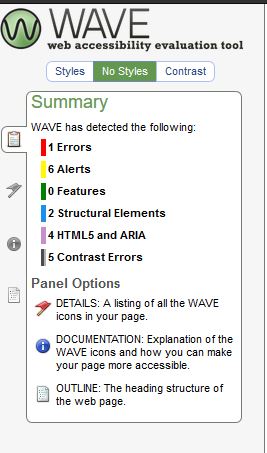 WAVE
web accessibility evaluation tool
Styles No Styles Contrast
Summary
WAVE has detected the following:
1 Errors
6 Alerts
0 Features
2 Structural Elements
4 HTML5 and ARIA
5 Contrast Errors
Panel Options
DETAILS: A listing of all the WAVE
icons in your page.
DOCUMENTATION: Explanation of the
WAVE icons and how you can make
your page more accessible.
OUTLINE: The heading structure of
the web page.